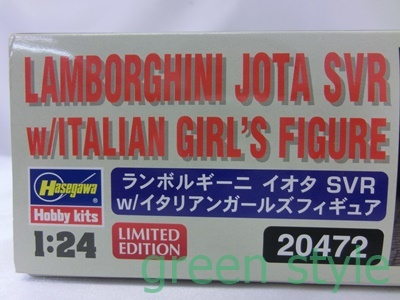 LAMBORGHINI JOTA SVR
w/ITALIAN GIRL'S FIGURE
Hasegawa
Hobby kits
ランボルギーニ イオタ SVR
w/イタリアンガールズフィギュア
1:24
LIMITED
EDITION
20472
green style